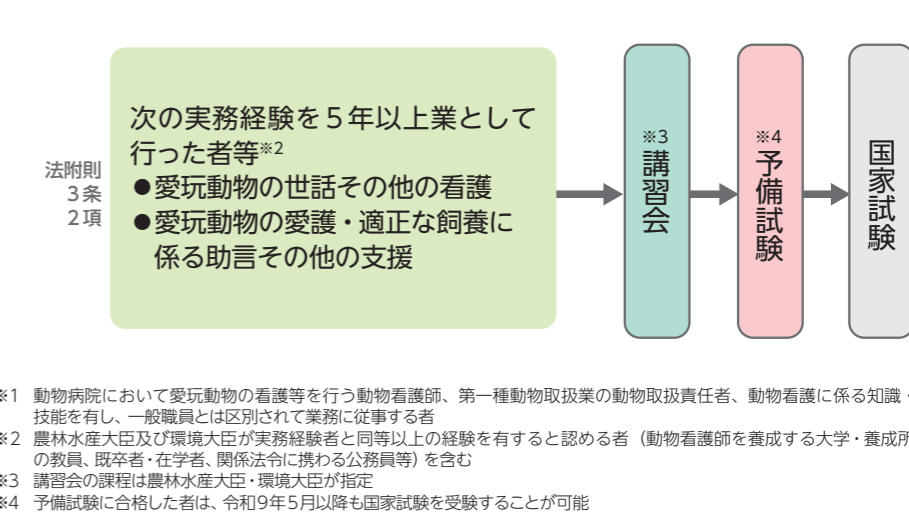 法附則
3条
2項
次の実務経験を5年以上業として
行った者等※2
●愛玩動物の世話その他の看護
●愛玩動物の愛護・適正な飼養に
係る助言その他の支援
※3
講習会
※4
予備試験
国家試験
※1 動物病院において愛玩動物の看護等を行う動物看護師、第一種動物取扱業の動物取扱責任者、動物看護に係る知識・
技能を有し、一般職員とは区別されて業務に従事する者
※2 農林水産大臣及び環境大臣が実務経験者と同等以上の経験を有すると認める者（動物看護師を養成する大学・養成所
の教員、既卒者・在学者、関係法令に携わる公務員等）を含む
※3 講習会の課程は農林水産大臣・環境大臣が指定
※4 予備試験に合格した者は、令和9年5月以降も国家試験を受験することが可能